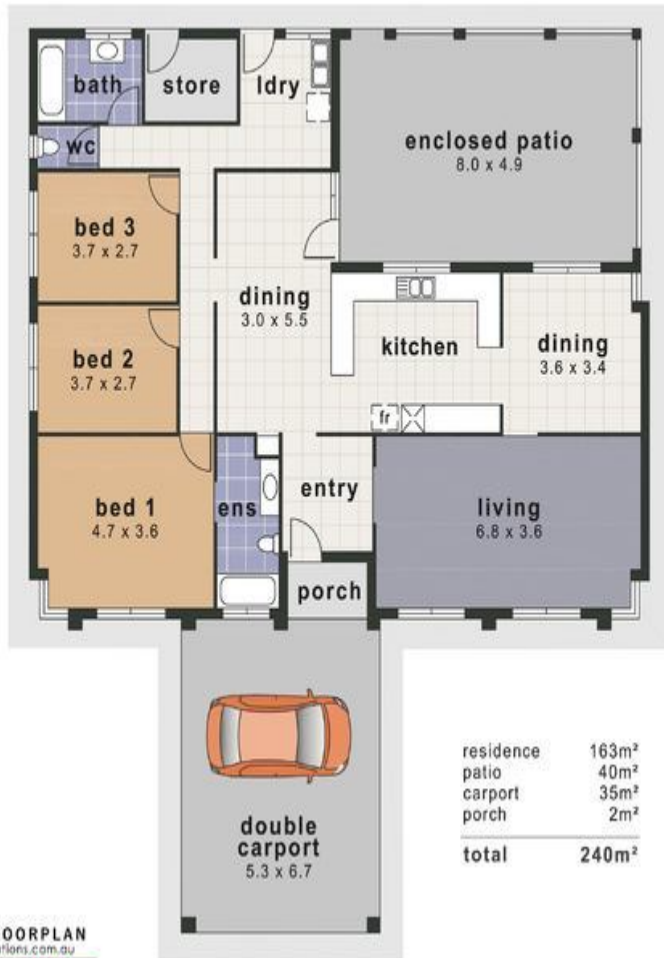 bath
store
ldry
wc
enclosed patio
8.0 x 4.9
bed 3
3.7 x 2.7
dining
3.0 x 5.5
kitchen
dining
3.6 x 3.4
bed 2
3.7 x 2.7
fr
bed 1
4.7 x 3.6
ens
entry
living
6.8 x 3.6
porch
double
carport
5.3 x 6.7
residence 163m²
patio 40m²
carport 35m²
porch 2m²
total 240m²
OORPLAN
ations.com.au